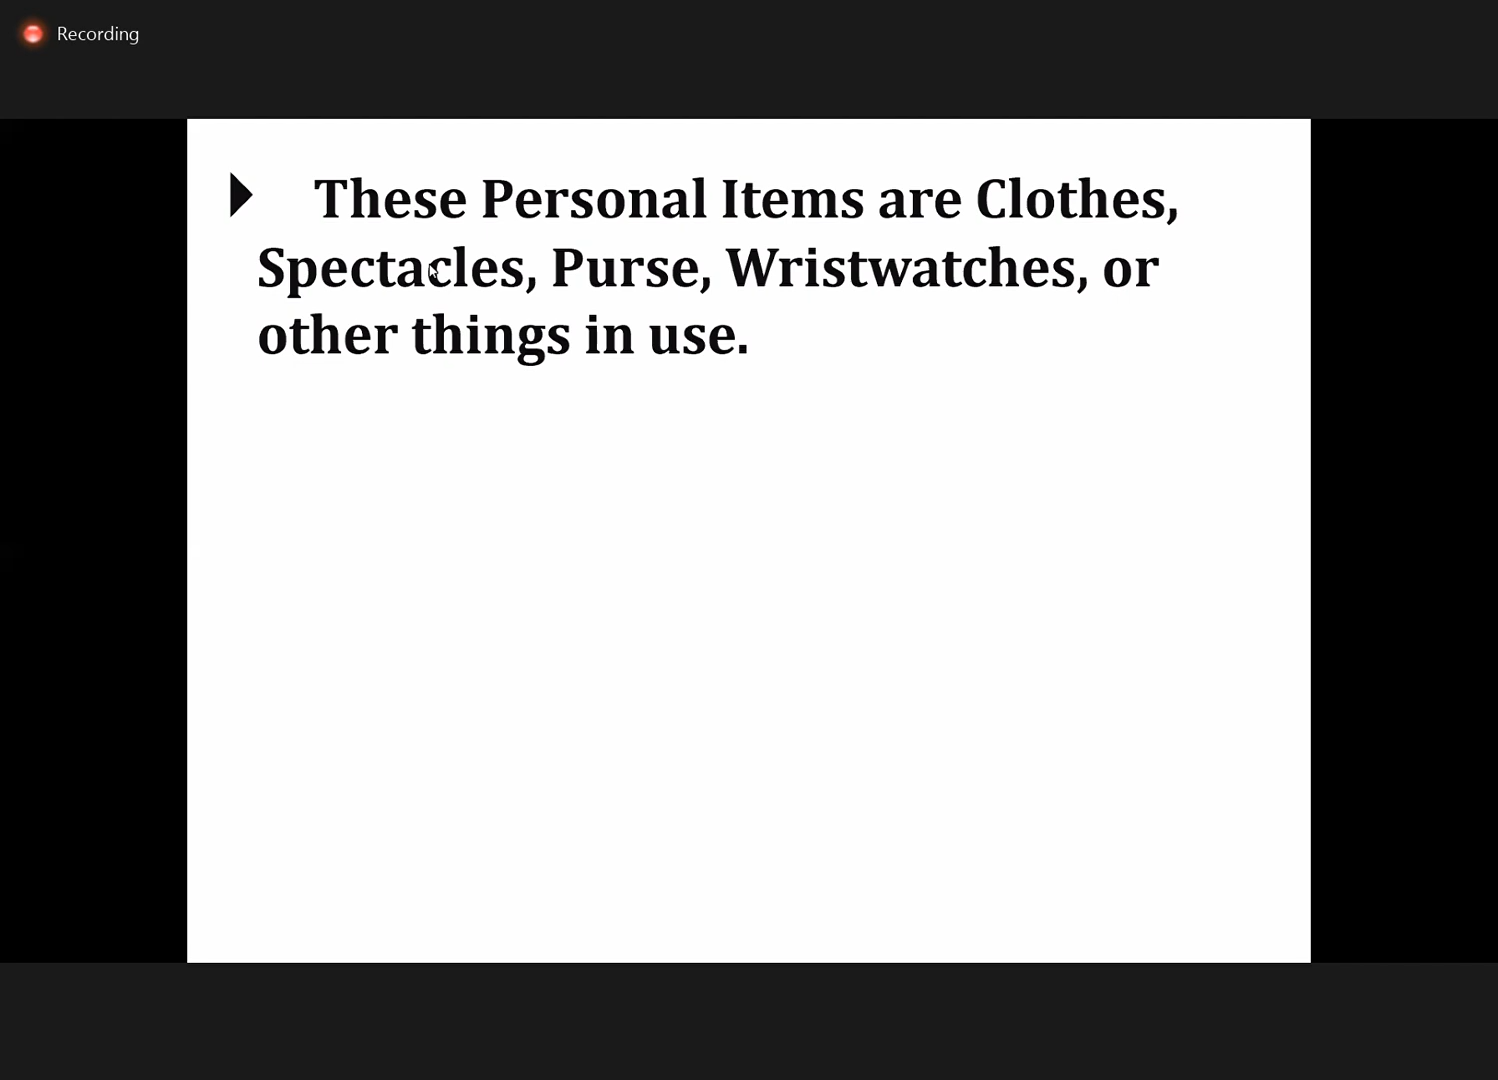 Recording
These Personal Items are Clothes,
Spectacles, Purse, Wristwatches, or
other things in use.